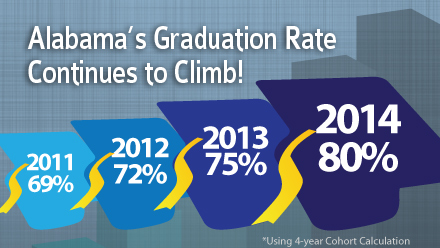 Alabama's Graduation Rate
Continues to Climb!
2011
69%
2012
72%
2013
75%
2014
80%
*Using 4-year Cohort Calculation